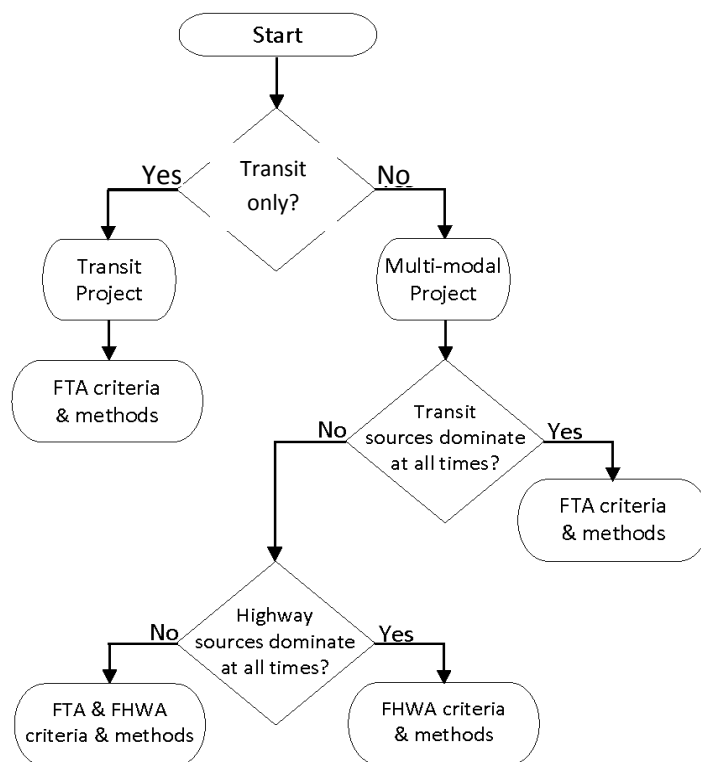 Start
Transit
only?
Yes
No
Transit
Project
Multi-modal
Project
FTA criteria
& methods
Transit
sources dominate
at all times?
No
Yes
FTA criteria
& methods
Highway
sources dominate
at all times?
No
Yes
FTA & FHWA
criteria & methods
FHWA criteria
& methods